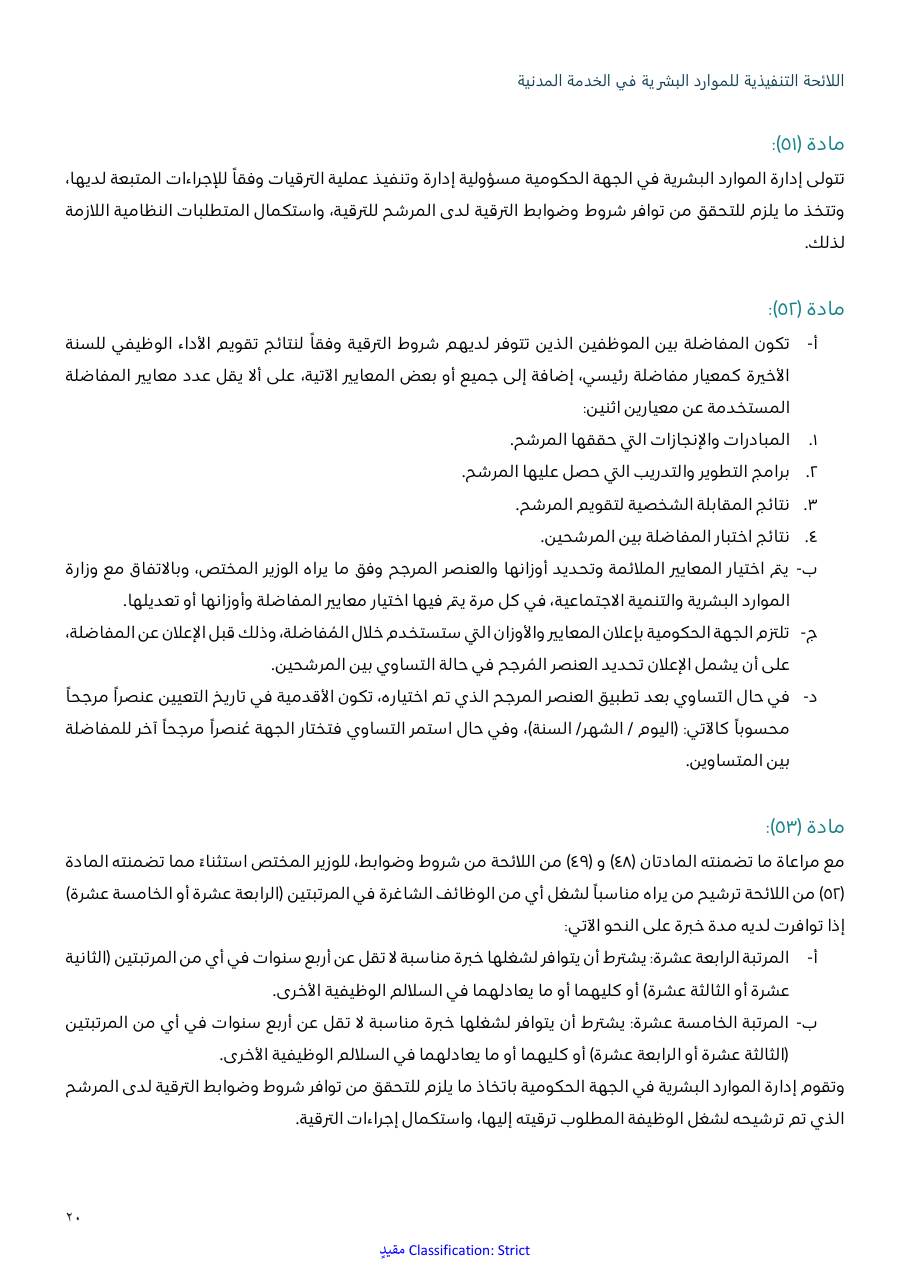 اللائحة التنفيذية للموارد البشرية في الخدمة المدنية
مادة (٥١):
تتولى إدارة الموارد البشرية في الجهة الحكومية مسؤولية إدارة وتنفيذ عملية الترقيات وفقاً للإجراءات المتبعة لديها،
وتتخذ ما يلزم للتحقق من توافر شروط وضوابط الترقية لدى المرشح للترقية، واستكمال المتطلبات النظامية اللازمة
لذلك.
مادة (٥٢):
أ- تكون المفاضلة بين الموظفين الذين تتوفر لديهم شروط الترقية وفقاً لنتائج تقويم الأداء الوظيفي للسنة
الأخيرة كمعيار مفاضلة رئيسي، إضافة إلى جميع أو بعض المعايير الآتية، على ألا يقل عدد معايير المفاضلة
المستخدمة عن معيارين اثنين:
١. المبادرات والإنجازات التي حققها المرشح.
٢. برامج التطوير والتدريب التي حصل عليها المرشح.
٣. نتائج المقابلة الشخصية لتقويم المرشح.
٤. نتائج اختبار المفاضلة بين المرشحين.
ب- يتم اختيار المعايير الملائمة وتحديد أوزانها والعنصر المرجح وفق ما يراه الوزير المختص، وبالاتفاق مع وزارة
الموارد البشرية والتنمية الاجتماعية، في كل مرة يتم فيها اختيار معايير المفاضلة وأوزانها أو تعديلها.
ج- تلتزم الجهة الحكومية بإعلان المعايير والأوزان التي ستستخدم خلال المُفاضلة، وذلك قبل الإعلان عن المفاضلة،
على أن يشمل الإعلان تحديد العنصر المُرجح في حالة التساوي بين المرشحين.
د- في حال التساوي بعد تطبيق العنصر المرجح الذي تم اختياره، تكون الأقدمية في تاريخ التعيين عنصراً مرجحاً
محسوباً كالآتي: (اليوم / الشهر/ السنة)، وفي حال استمر التساوي فتختار الجهة عُنصراً مرجحاً آخر للمفاضلة
بين المتساوين.
مادة (٥٣):
مع مراعاة ما تضمنته المادتان (٤٨) و (٤٩) من اللائحة من شروط وضوابط، للوزير المختص استثناءً مما تضمنته المادة
(٥٢) من اللائحة ترشيح من يراه مناسباً لشغل أي من الوظائف الشاغرة في المرتبتين (الرابعة عشرة أو الخامسة عشرة)
إذا توافرت لديه مدة خبرة على النحو الآتي:
أ- المرتبة الرابعة عشرة: يشترط أن يتوافر لشغلها خبرة مناسبة لا تقل عن أربع سنوات في أي من المرتبتين (الثانية
عشرة أو الثالثة عشرة) أو كليهما أو ما يعادلهما في السلالم الوظيفية الأخرى.
ب- المرتبة الخامسة عشرة: يشترط أن يتوافر لشغلها خبرة مناسبة لا تقل عن أربع سنوات في أي من المرتبتين
(الثالثة عشرة أو الرابعة عشرة) أو كليهما أو ما يعادلهما في السلالم الوظيفية الأخرى.
وتقوم إدارة الموارد البشرية في الجهة الحكومية باتخاذ ما يلزم للتحقق من توافر شروط وضوابط الترقية لدى المرشح
الذي تم ترشيحه لشغل الوظيفة المطلوب ترقيته إليها، واستكمال إجراءات الترقية.
٢٠
Classification: Strict مقيدٍ